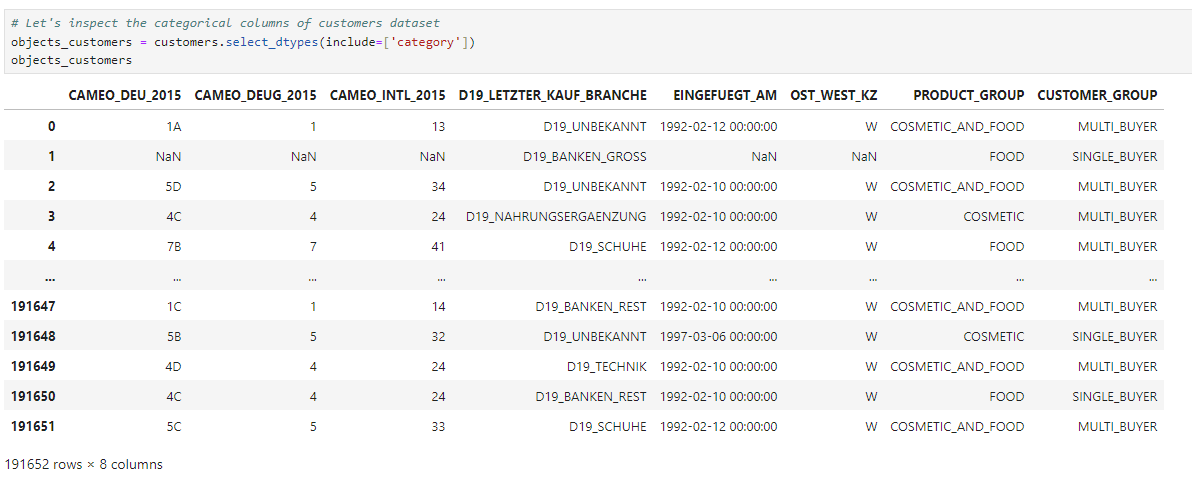 # Let's inspect the categorical columns of customers dataset
objects_customers = customers.select_dtypes(include=['category'])
objects_customers
CAMEO_DEU_2015 CAMEO_DEUG_2015 CAMEO_INTL_2015 D19_LETZTER_KAUF_BRANCHE EINGEFUEGT_AM OST_WEST_KZ PRODUCT_GROUP CUSTOMER_GROUP
0 1A 1 13 D19_UNBEKANNT 1992-02-12 00:00:00 W COSMETIC_AND_FOOD MULTI_BUYER
1 NaN NaN NaN D19_BANKEN_GROSS NaN NaN FOOD SINGLE_BUYER
2 5D 5 34 D19_UNBEKANNT 1992-02-10 00:00:00 W COSMETIC_AND_FOOD MULTI_BUYER
3 4C 4 24 D19_NAHRUNGSERGAENZUNG 1992-02-10 00:00:00 W COSMETIC MULTI_BUYER
4 7B 7 41 D19_SCHUHE 1992-02-12 00:00:00 W FOOD MULTI_BUYER
... ... ... ... ... ... ... ... ...
191647 1C 1 14 D19_BANKEN_REST 1992-02-10 00:00:00 W COSMETIC_AND_FOOD MULTI_BUYER
191648 5B 5 32 D19_UNBEKANNT 1997-03-06 00:00:00 W COSMETIC SINGLE_BUYER
191649 4D 4 24 D19_TECHNIK 1992-02-10 00:00:00 W COSMETIC_AND_FOOD MULTI_BUYER
191650 4C 4 24 D19_BANKEN_REST 1992-02-10 00:00:00 W FOOD SINGLE_BUYER
191651 5C 5 33 D19_SCHUHE 1992-02-12 00:00:00 W COSMETIC_AND_FOOD MULTI_BUYER
191652 rows × 8 columns